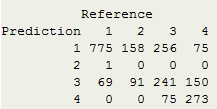 Reference
Prediction 1 2 3 4
1 775 158 256 75
2 1 0 0 0
3 69 91 241 150
4 0 0 75 273